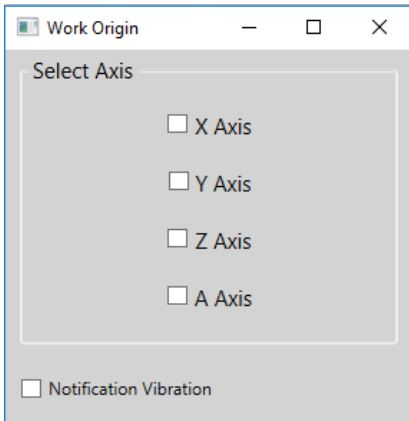 Work Origin
Select Axis
X Axis
Y Axis
Z Axis
A Axis
Notification Vibration